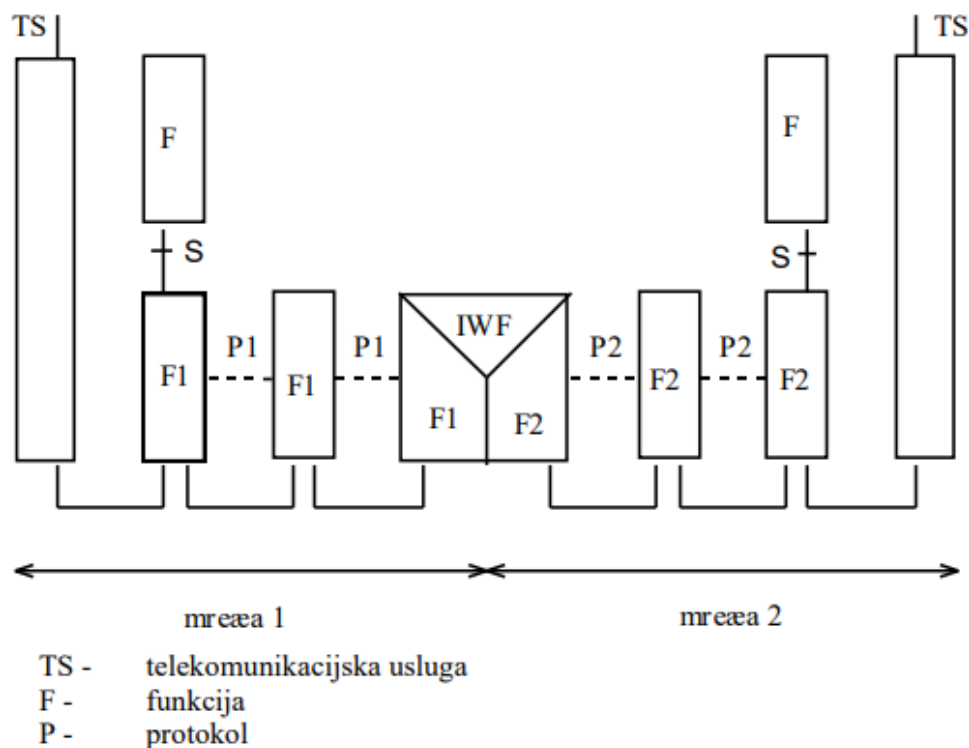 TS TS
F F
S S
P1 P1 IWF P2 P2
F1 F1 F1 F2 F2 F2
mreæa 1 mreæa 2
TS - telekomunikacijska usluga
F - funkcija
P - protokol